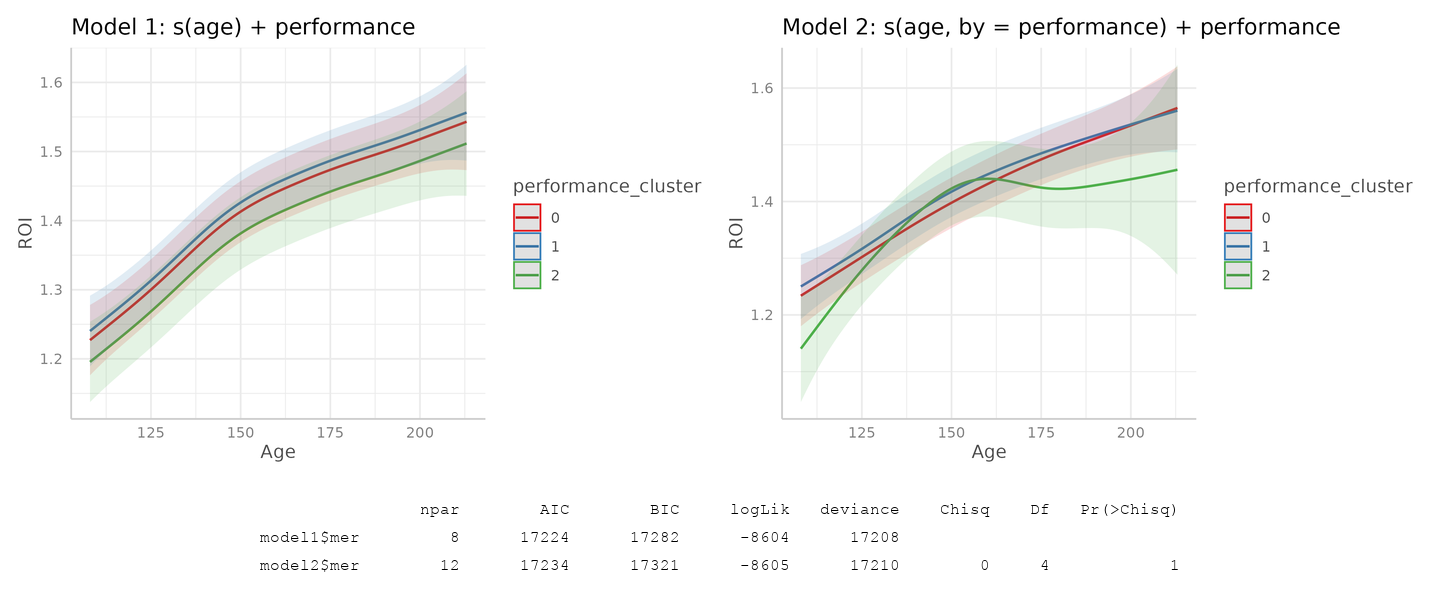 Model 1: s(age) + performance
1.6
1.5
1.4
1.3
1.2
ROI
125 150 175 200
Age
performance_cluster
0
1
2
Model 2: s(age, by = performance) + performance
1.6
1.4
1.2
ROI
125 150 175 200
Age
performance_cluster
0
1
2
npar AIC BIC logLik deviance Chisq Df Pr(>Chisq)
model1$mer 8 17224 17282 -8604 17208
model2$mer 12 17234 17321 -8605 17210 0 4 1